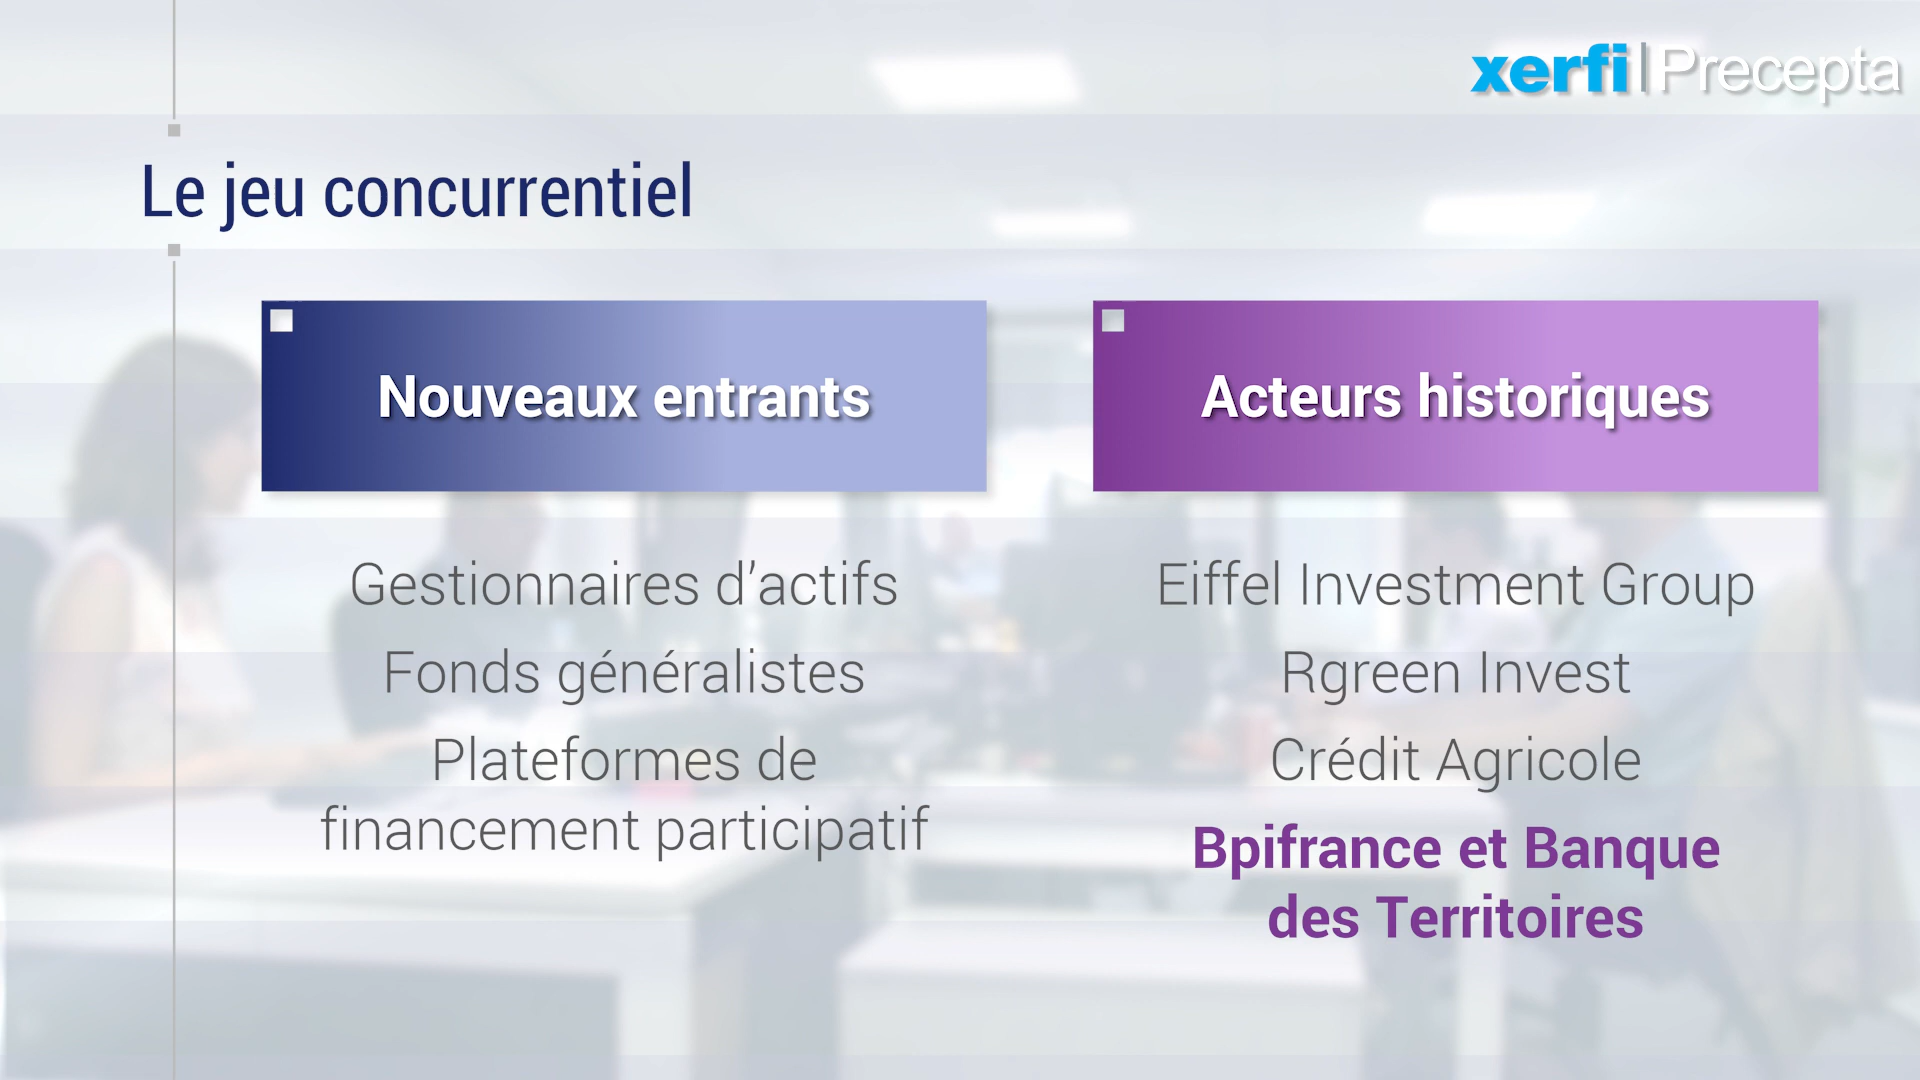 xerfi | Precepta
Le jeu concurrentiel
Nouveaux entrants
Gestionnaires d’actifs
Fonds généralistes
Plateformes de
financement participatif
Acteurs historiques
Eiffel Investment Group
Rgreen Invest
Crédit Agricole
Bpifrance et Banque
des Territoires